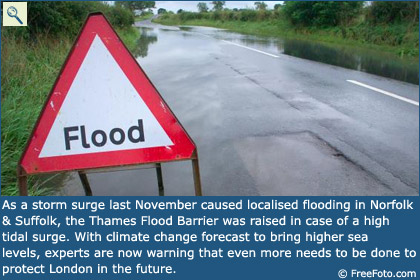 Flood
As a storm surge last November caused localised flooding in Norfolk
& Suffolk, the Thames Flood Barrier was raised in case of a high
tidal surge. With climate change forecast to bring higher sea
levels, experts are now warning that even more needs to be done to
protect London in the future.
© FreeFoto.com